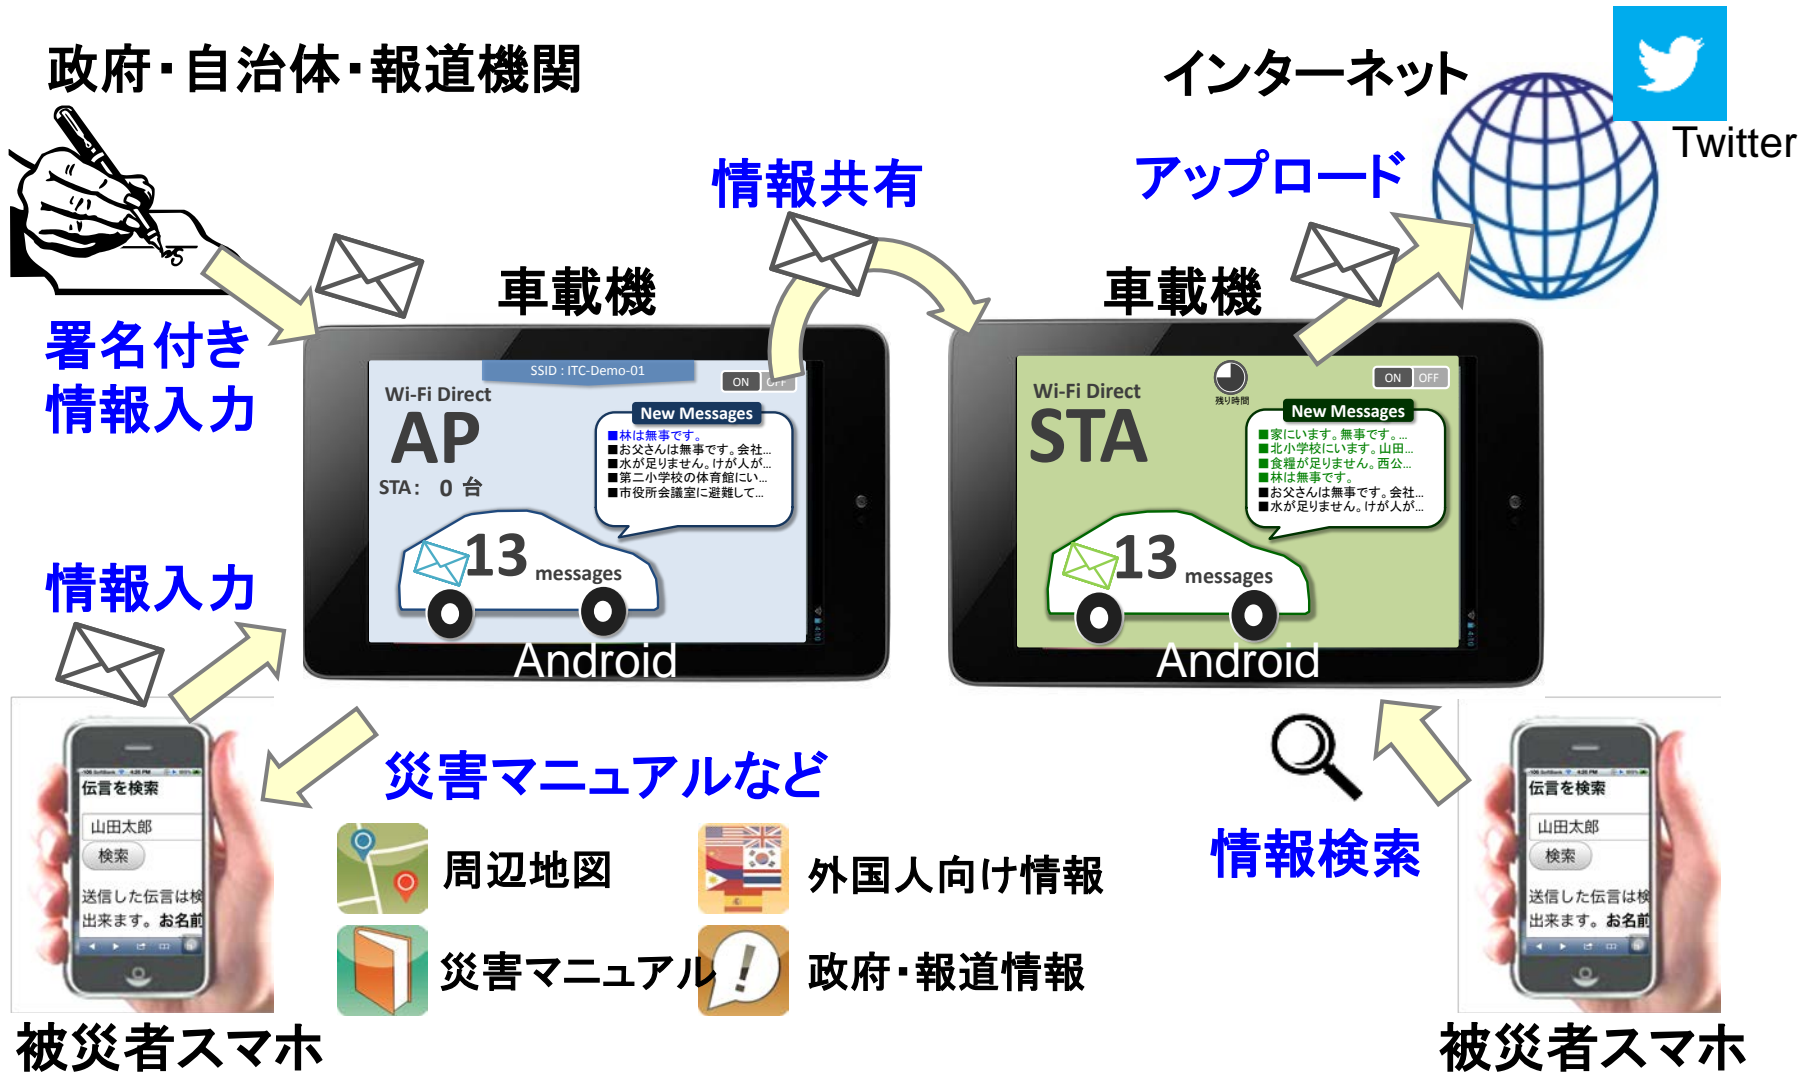 政府・自治体・報道機関
インターネット
Twitter
情報共有
アップロード
車載機
車載機
署名付き
情報入力
SSID : ITC-Demo-01
ON OFF
Wi-Fi Direct
AP
STA: 0 台
New Messages
■林は無事です。
■お父さんは無事です。会社...
■水が足りません。けが人が...
■第二小学校の体育館にい...
■市役所会議室に避難して...
13 messages
4:10
Android
Wi-Fi Direct
STA
残り時間
ON OFF
New Messages
■家にいます。無事です。...
■北小学校にいます。山田...
■食糧が足りません。西公...
■林は無事です。
■お父さんは無事です。会社...
■水が足りません。けが人が...
13 messages
4:10
Android
情報入力
伝言を検索
山田太郎
検索
送信した伝言は検
出来ます。お名前
被災者スマホ
災害マニュアルなど
周辺地図
外国人向け情報
災害マニュアル
政府・報道情報
情報検索
伝言を検索
山田太郎
検索
送信した伝言は検
出来ます。お名前
被災者スマホ